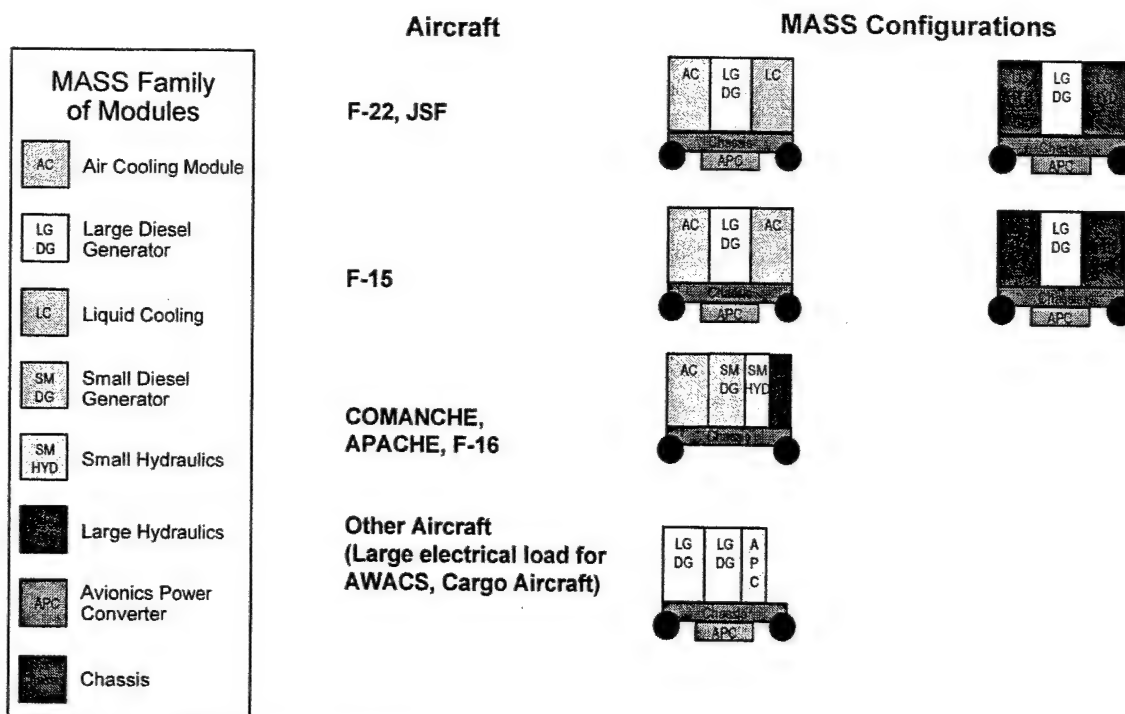 Aircraft
MASS Configurations
MASS Family
of Modules
AC
Air Cooling Module
LG
DG
Large Diesel
Generator
LC
Liquid Cooling
SM
DG
Small Diesel
Generator
SM
HYD
Small Hydraulics
Large Hydraulics
APC
Avionics Power
Converter
Chassis
F-22, JSF
AC
LG
DG
LC
Chassis
APC
LG
LG
DG
Chassis
APC
F-15
AC
LG
DG
AC
Chassis
APC
LG
DG
Chassis
APC
COMANCHE,
APACHE, F-16
AC
SM
DG
SM
HYD
Chassis
Other Aircraft
(Large electrical load for
AWACS, Cargo Aircraft)
LG
DG
LG
DG
A
P
C
Chassis
APC